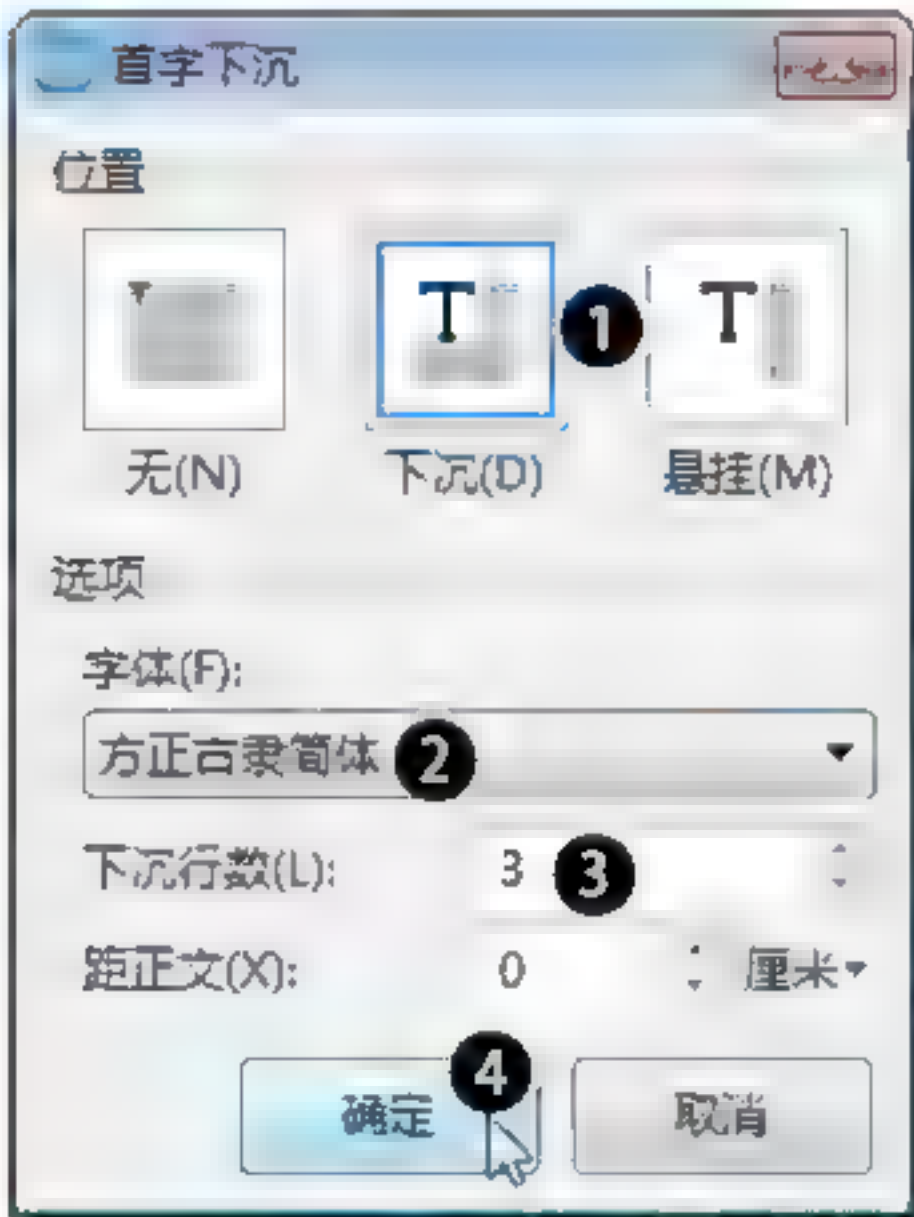 首字下沉
位置
1
无(N) 下沉(D) 悬挂(M)
选项
字体(F):
方正古隶简体 2
下沉行数(L): 3 3
距正文(X): 0 厘米
4
确定 取消